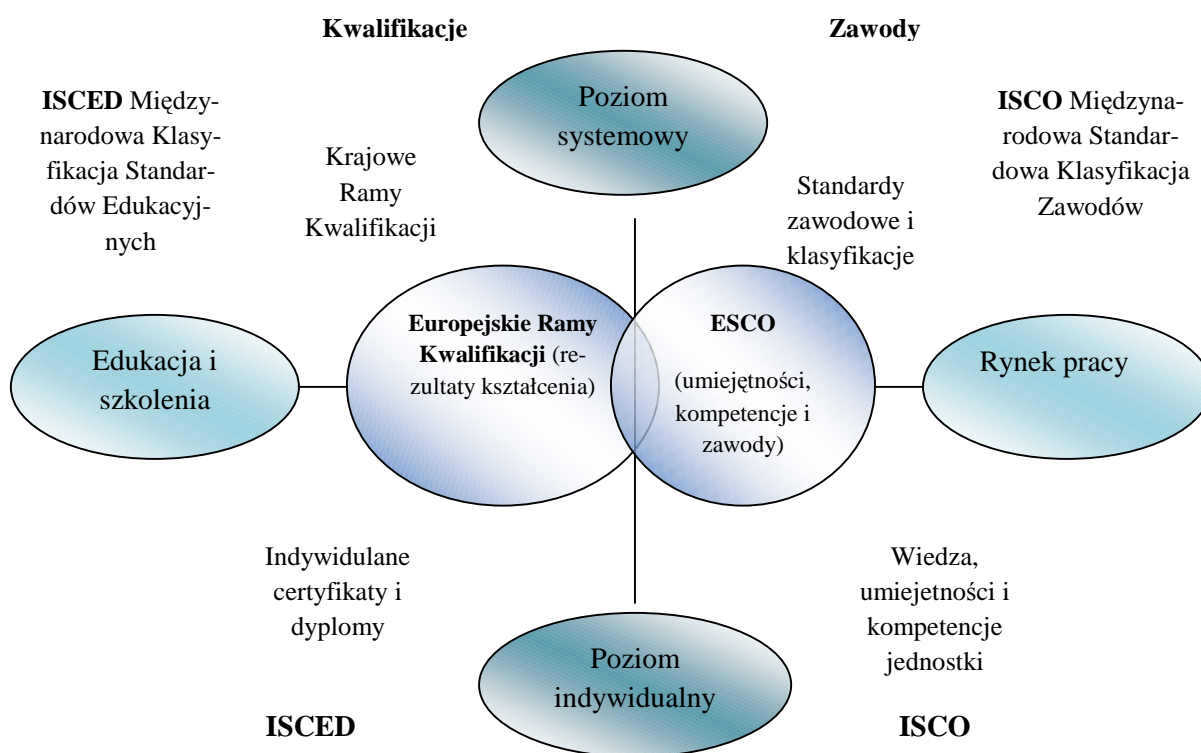 Kwalifikacje
Zawody
ISCED Między-
narodowa Klasy-
fikacja Standar-
dów Edukacyj-
nych
Krajowe
Ramy
Kwalifikacji
Poziom
systemowy
Standardy
zawodowe i
klasyfikacje
ISCO Międzyna-
rodowa Standar-
dowa Klasyfikacja
Zawodów
Edukacja i
szkolenia
Europejskie Ramy
Kwalifikacji (re-
zultaty kształcenia)
ESCO
(umiejętności,
kompetencje i
zawody)
Rynek pracy
Indywidulane
certyfikaty i
dyplomy
Poziom
indywidualny
Wiedza,
umiejetności i
kompetencje
jednostki
ISCED
ISCO